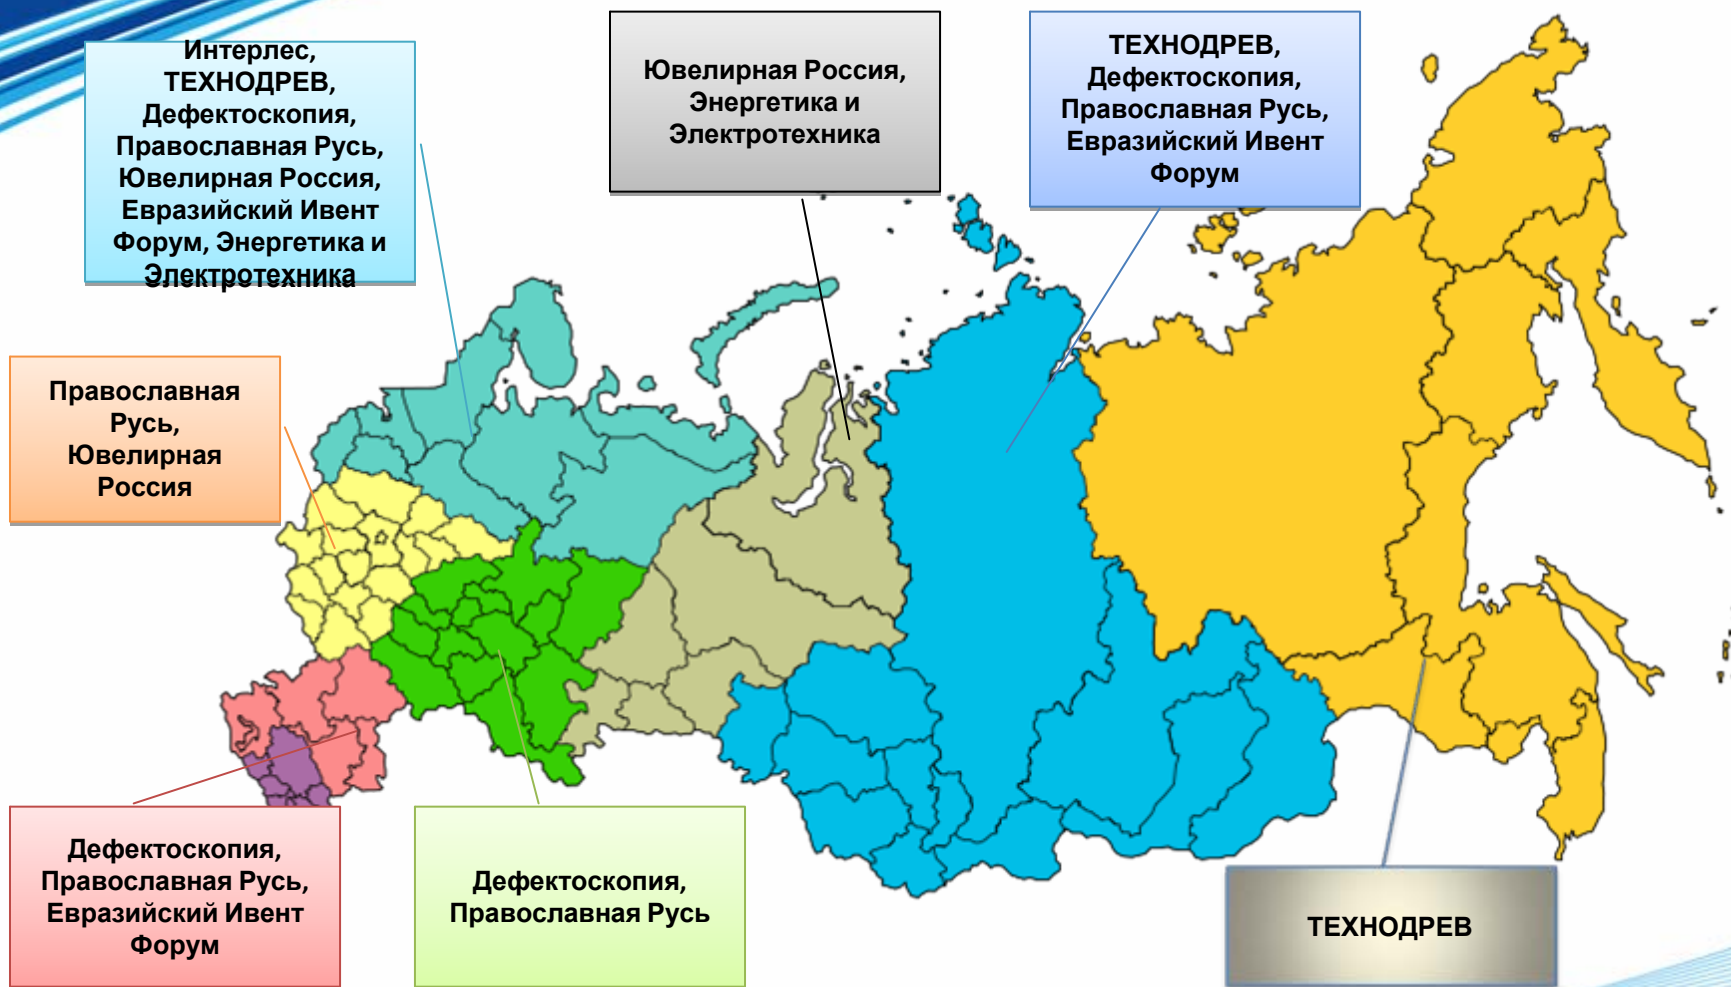 Интерлес,
ТЕХНОДРЕВ,
Дефектоскопия,
Православная Русь,
Ювелирная Россия,
Евразийский Ивент
Форум, Энергетика и
Электротехника
Ювелирная Россия,
Энергетика и
Электротехника
ТЕХНОДРЕВ,
Дефектоскопия,
Православная Русь,
Евразийский Ивент
Форум
Православная
Русь,
Ювелирная
Россия
Дефектоскопия,
Православная Русь,
Евразийский Ивент
Форум
Дефектоскопия,
Православная Русь
ТЕХНОДРЕВ